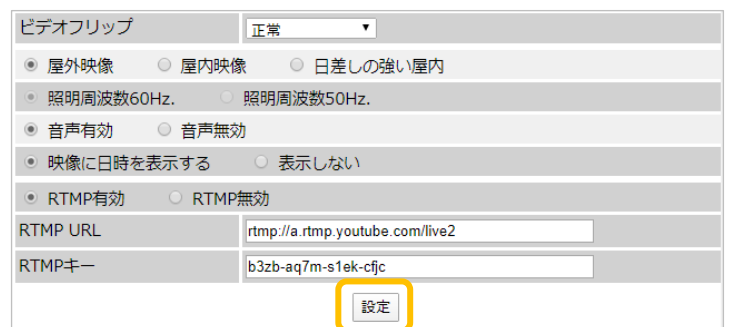 ビデオフリップ 正常
屋外映像 屋内映像 日差しの強い屋内
照明周波数60Hz. 照明周波数50Hz.
音声有効 音声無効
映像に日時を表示する 表示しない
RTMP有効 RTMP無効
RTMP URL rtmp://a.rtmp.youtube.com/live2
RTMPキー b3zb-aq7m-s1ek-cfjc
設定